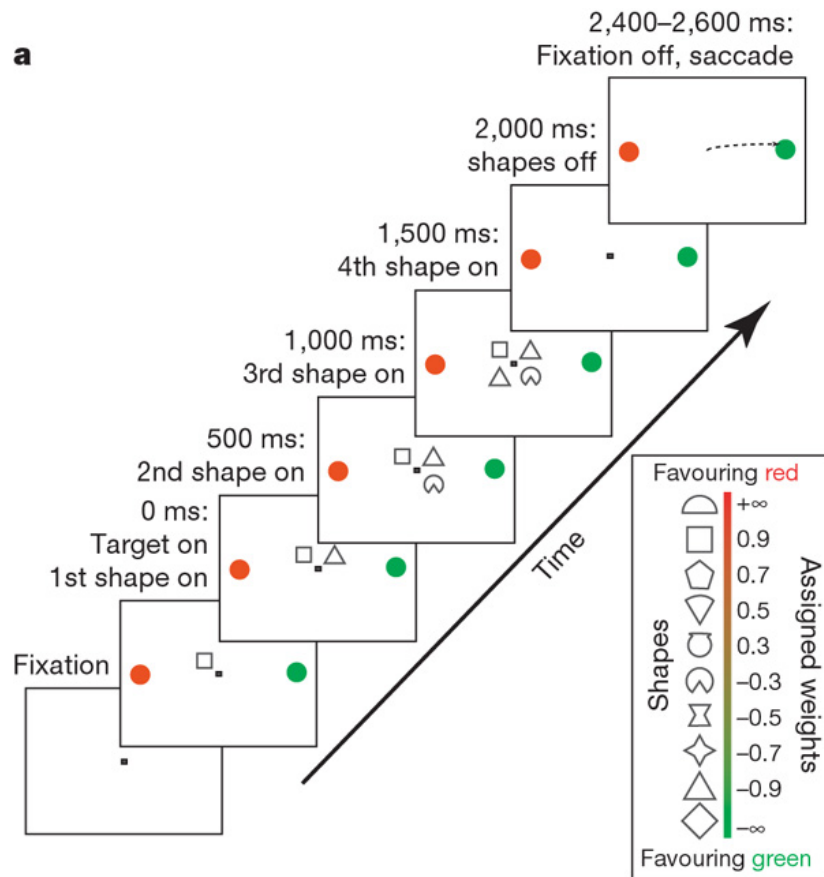 a
2,400–2,600 ms:
Fixation off, saccade
2,000 ms:
shapes off
1,500 ms:
4th shape on
1,000 ms:
3rd shape on
500 ms:
2nd shape on
0 ms:
Target on
1st shape on
Fixation
Time
Favouring red
+∞
0.9
0.7
0.5
0.3
–0.3
–0.5
–0.7
–0.9
–∞
Shapes
Assigned weights
Favouring green